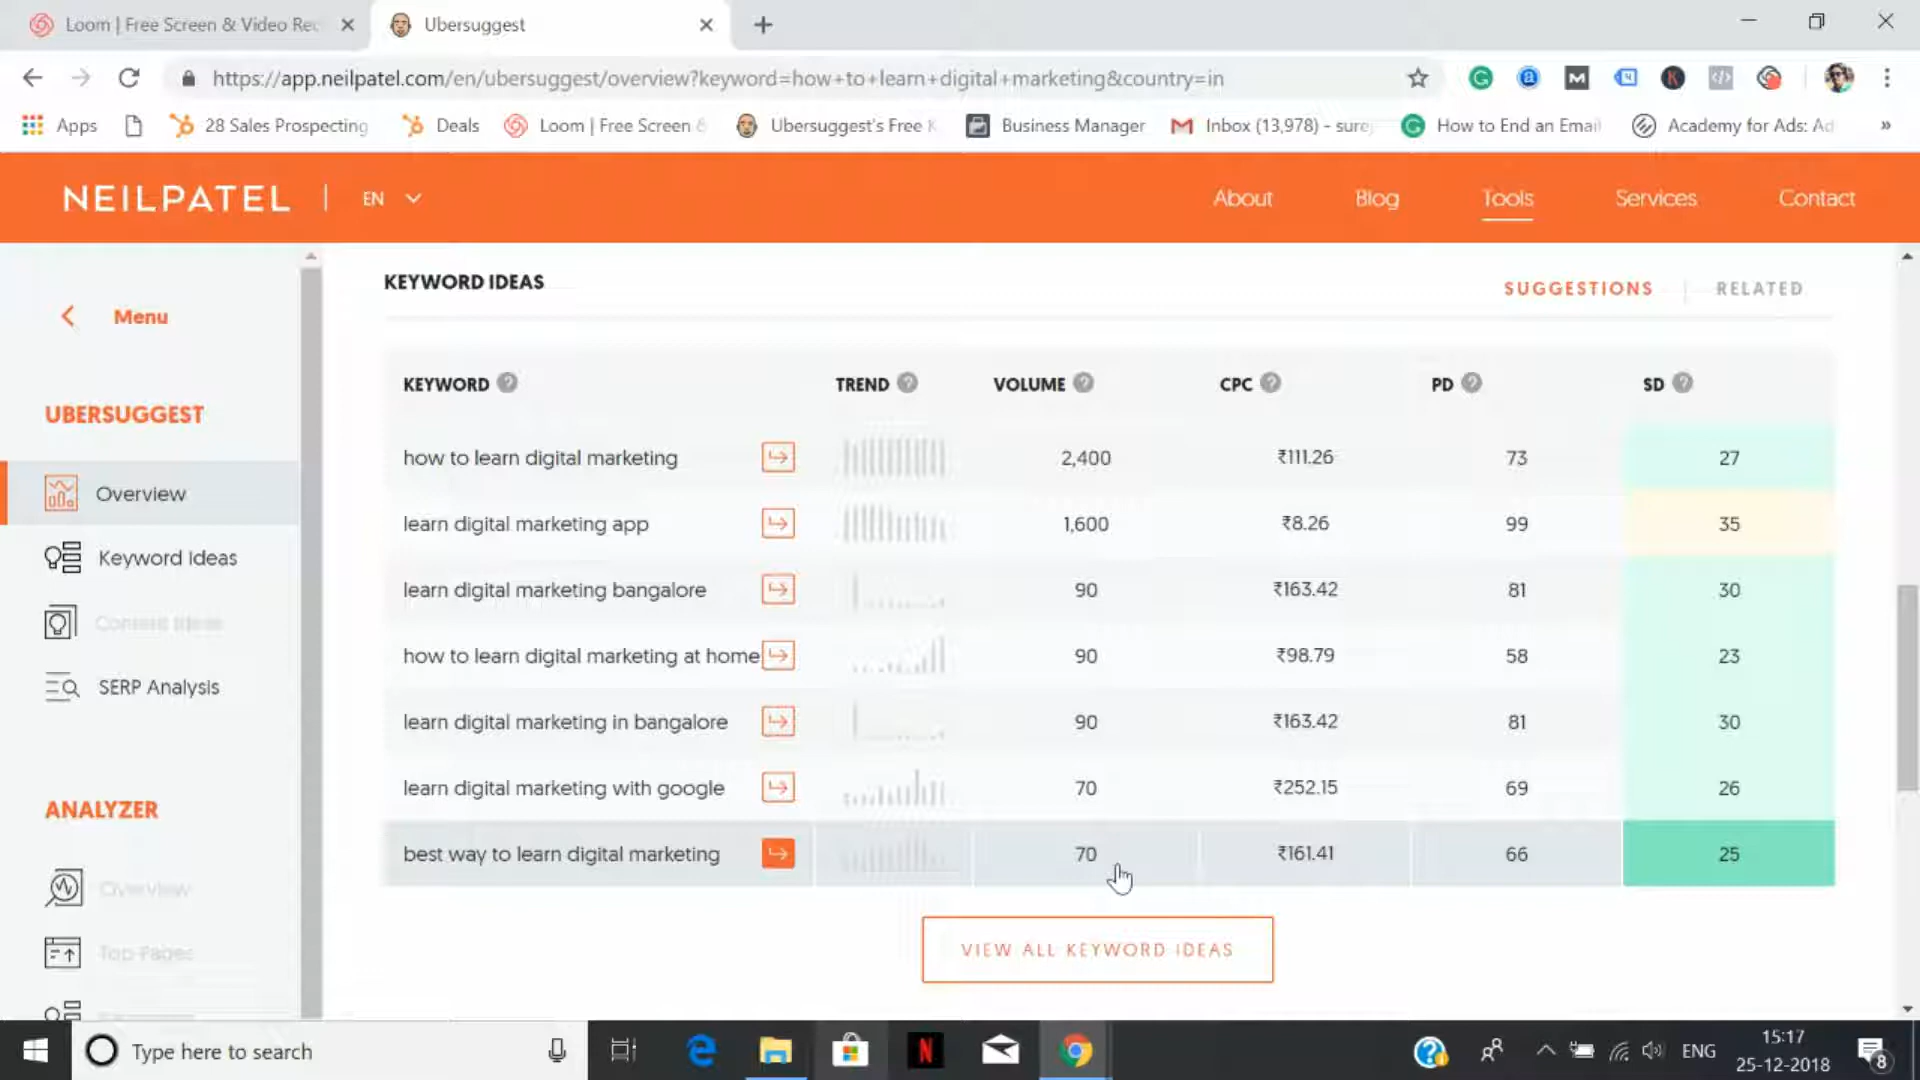 Loom | Free Screen & Video Rec
Ubersuggest
https://app.neilpatel.com/en/ubersuggest/overview?keyword=how+to+learn+digital+marketing&country=in
Apps
28 Sales Prospecting
Deals
Loom | Free Screen &
Ubersuggest's Free K
Business Manager
Inbox (13,978) - sure
How to End an Email
Academy for Ads: Ad
»
NEILPATEL
EN
About
Blog
Tools
Services
Contact
Menu
UBERSUGGEST
Overview
Keyword Ideas
Content Ideas
SERP Analysis
ANALYZER
Overview
Top Pages
KEYWORD IDEAS
SUGGESTIONS | RELATED
KEYWORD ? TREND ? VOLUME ? CPC ? PD ? SD ?
how to learn digital marketing 2,400 ₹111.26 73 27
learn digital marketing app 1,600 ₹8.26 99 35
learn digital marketing bangalore 90 ₹163.42 81 30
how to learn digital marketing at home 90 ₹98.79 58 23
learn digital marketing in bangalore 90 ₹163.42 81 30
learn digital marketing with google 70 ₹252.15 69 26
best way to learn digital marketing 70 ₹161.41 66 25
VIEW ALL KEYWORD IDEAS
Type here to search
ENG
15:17
25-12-2018
8